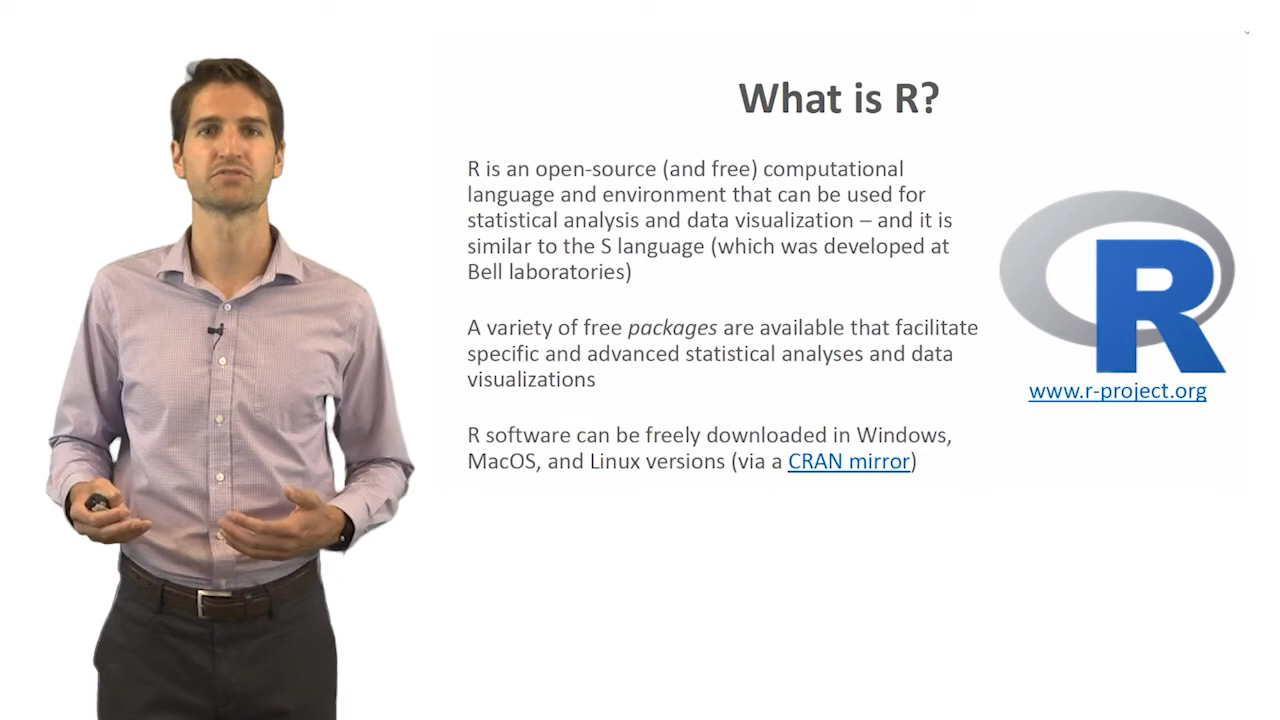 What is R?
R is an open-source (and free) computational
language and environment that can be used for
statistical analysis and data visualization – and it is
similar to the S language (which was developed at
Bell laboratories)
A variety of free packages are available that facilitate
specific and advanced statistical analyses and data
visualizations
R software can be freely downloaded in Windows,
MacOS, and Linux versions (via a CRAN mirror)
R
www.r-project.org